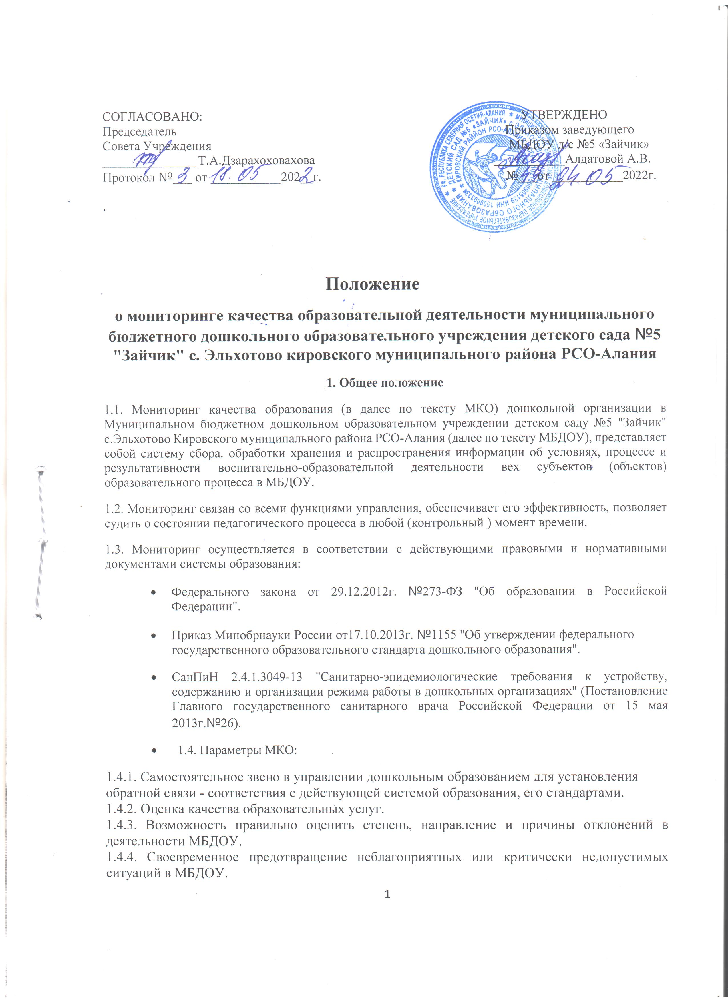 СОГЛАСОВАНО:
Председатель
Совета Учреждения
_______________Т.А.Дзарахоховахова
Протокол №3 от 18.05 2022г.
УТВЕРЖДЕНО
Приказом заведующего
МБДОУ д/с №5 «Зайчик»
___________Алдатовой А.В.
№ от 24 05 2022г.
РФ, РЕСПУБЛИКА СЕВЕРНАЯ ОСЕТИЯ-АЛАНИЯ
ДЕТСКИЙ САД №5 «ЗАЙЧИК» С.
КИРОВСКИЙ РАЙОН РСО-АЛАНИЯ
ИНН 1509003334
Положение
о мониторинге качества образовательной деятельности муниципального
бюджетного дошкольного образовательного учреждения детского сада №5
"Зайчик" с. Эльхотово кировского муниципального района РСО-Алания
1. Общее положение
1.1. Мониторинг качества образования (в далее по тексту МКО) дошкольной организации в
Муниципальном бюджетном дошкольном образовательном учреждении детском саду №5 "Зайчик"
с.Эльхотово Кировского муниципального района РСО-Алания (далее по тексту МБДОУ), представляет
собой систему сбора. обработки хранения и распространения информации об условиях, процессе и
результативности воспитательно-образовательной деятельности вех субъектов (объектов)
образовательного процесса в МБДОУ.
1.2. Мониторинг связан со всеми функциями управления, обеспечивает его эффективность, позволяет
судить о состоянии педагогического процесса в любой (контрольный ) момент времени.
1.3. Мониторинг осуществляется в соответствии с действующими правовыми и нормативными
документами системы образования:
• Федерального закона от 29.12.2012г. №273-ФЗ "Об образовании в Российской
Федерации".
• Приказ Минобрнауки России от17.10.2013г. №1155 "Об утверждении федерального
государственного образовательного стандарта дошкольного образования".
• СанПиН 2.4.1.3049-13 "Санитарно-эпидемиологические требования к устройству,
содержанию и организации режима работы в дошкольных организациях" (Постановление
Главного государственного санитарного врача Российской Федерации от 15 мая
2013г.№26).
• 1.4. Параметры МКО:
1.4.1. Самостоятельное звено в управлении дошкольным образованием для установления
обратной связи - соответствия с действующей системой образования, его стандартами.
1.4.2. Оценка качества образовательных услуг.
1.4.3. Возможность правильно оценить степень, направление и причины отклонений в
деятельности МБДОУ.
1.4.4. Своевременное предотвращение неблагоприятных или критически недопустимых
ситуаций в МБДОУ.
1